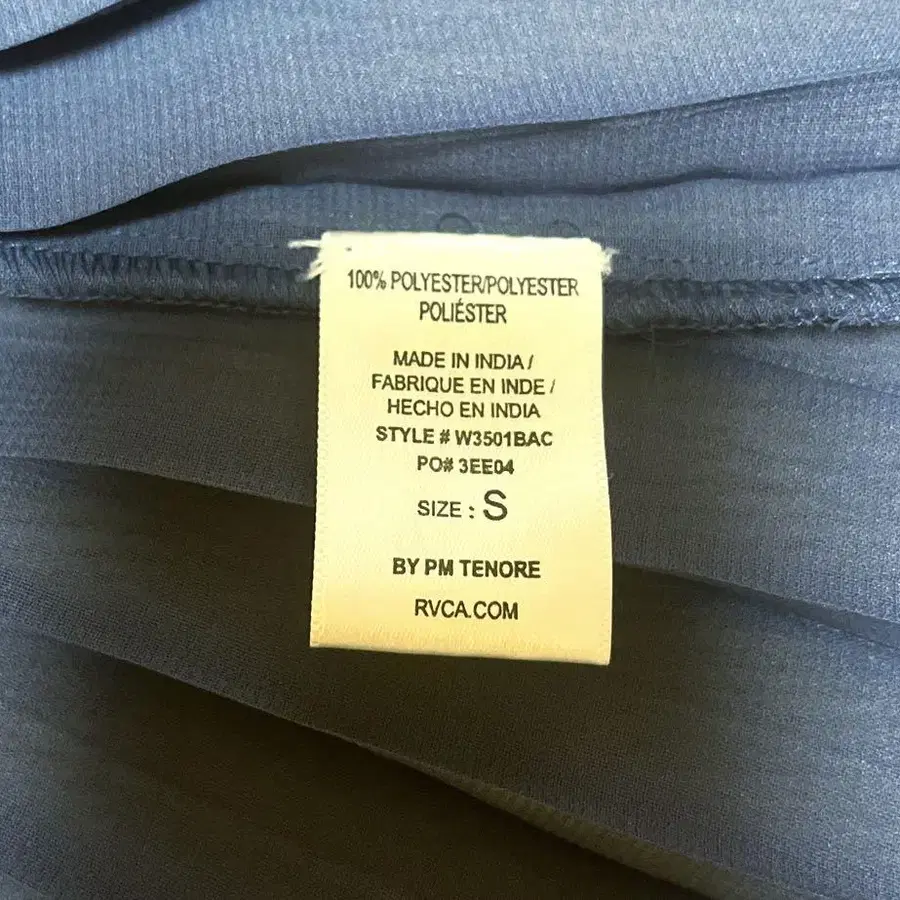 100% POLYESTER/POLYESTER
POLIÉSTER
MADE IN INDIA /
FABRIQUE EN INDE /
HECHO EN INDIA
STYLE # W3501BAC
PO# 3EE04
SIZE : S
BY PM TENORE
RVCA.COM